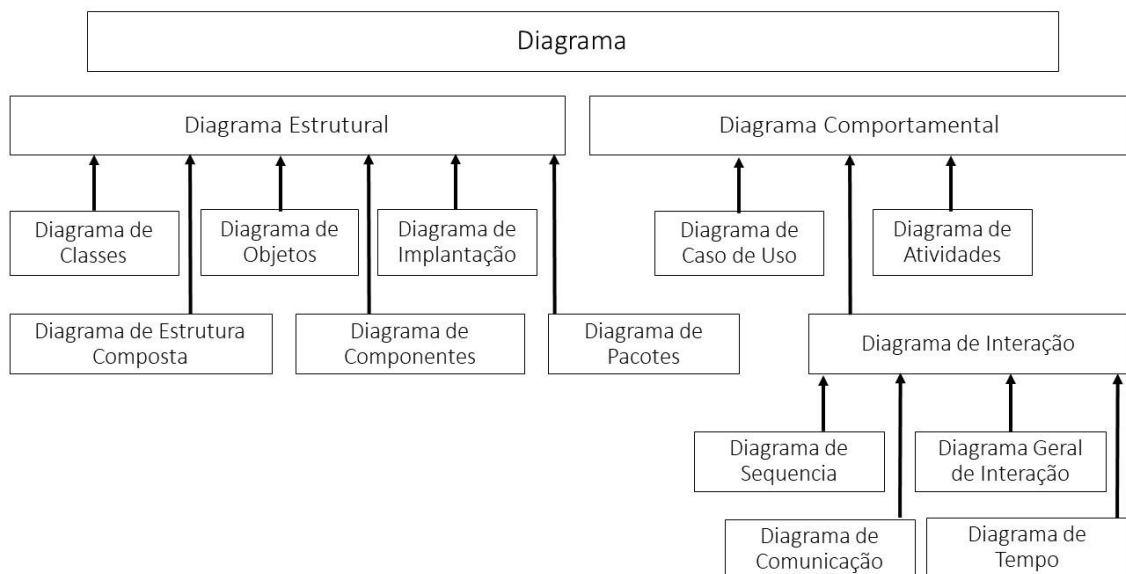 Diagrama
Diagrama Estrutural
Diagrama Comportamental
Diagrama de
Classes
Diagrama de
Objetos
Diagrama de
Implantação
Diagrama de
Caso de Uso
Diagrama de
Atividades
Diagrama de Estrutura
Composta
Diagrama de
Componentes
Diagrama de
Pacotes
Diagrama de Interação
Diagrama de
Sequencia
Diagrama Geral
de Interação
Diagrama de
Comunicação
Diagrama de
Tempo